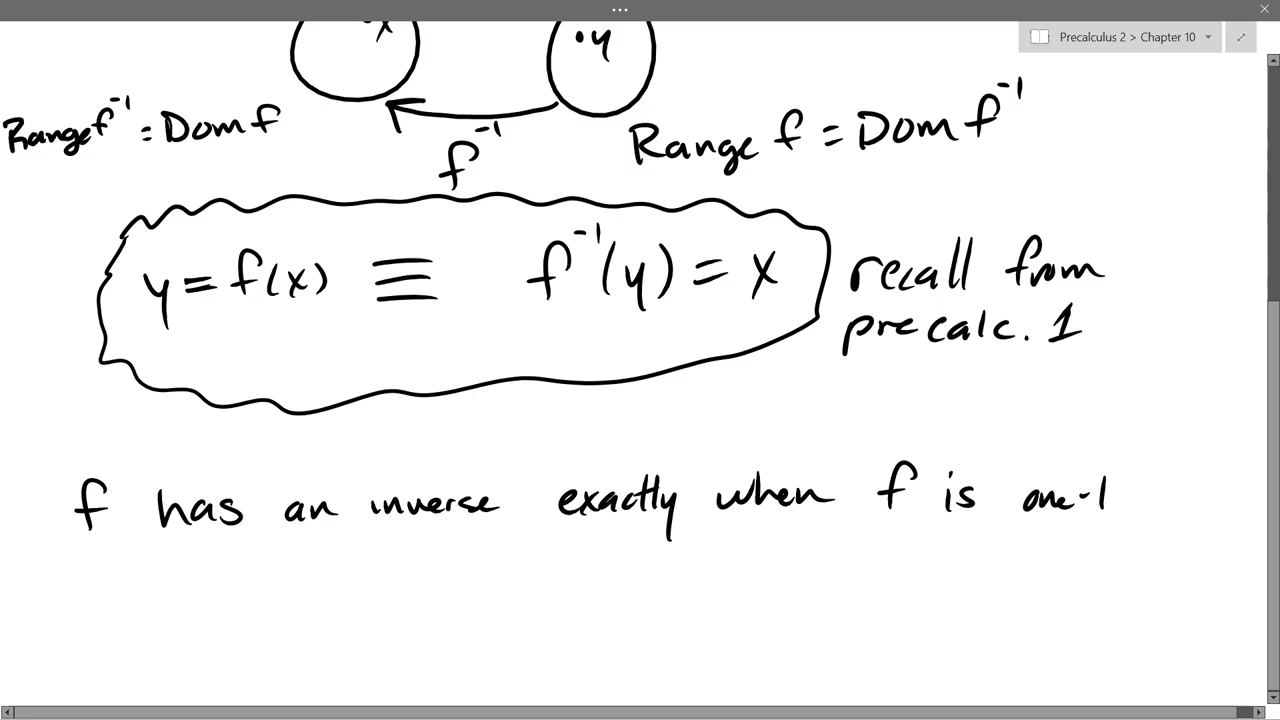 Precalculus 2 > Chapter 10
x
•y
Range f⁻¹ = Dom f
f⁻¹
Range f = Dom f⁻¹
y = f(x) ≡ f⁻¹(y) = x
recall from
precalc. 1
f has an inverse exactly when f is one-1